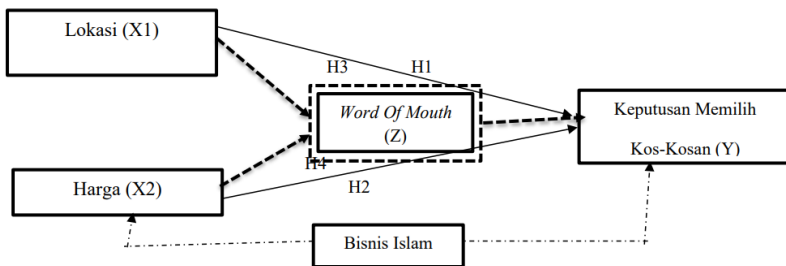 Lokasi (X1)
H3
H1
Word Of Mouth
(Z)
Keputusan Memilih
Kos-Kosan (Y)
H4
Harga (X2)
H2
Bisnis Islam